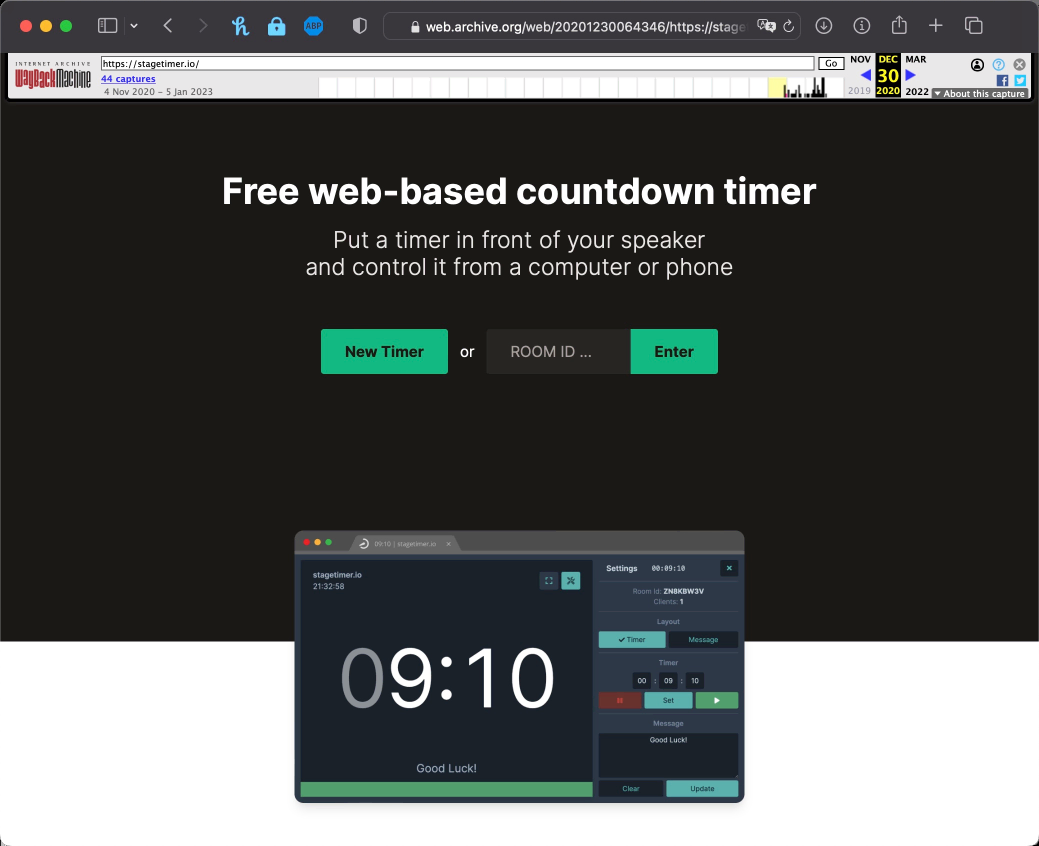 web.archive.org/web/20201230064346/https://stage
INTERNET ARCHIVE
WayBackMachine
https://stagetimer.io/
Go
NOV DEC MAR
44 captures
30
4 Nov 2020 – 5 Jan 2023
2019 2020 2022
▾ About this capture
Free web-based countdown timer
Put a timer in front of your speaker
and control it from a computer or phone
New Timer or ROOM ID ... Enter
09:10 | stagetimer.io
stagetimer.io
21:32:58
09:10
Good Luck!
Settings 00:09:10
Room Id: ZN8KBW3V
Clients: 1
Layout
Timer Message
Timer
00 : 09 : 10
Set
Message
Good Luck!
Clear Update